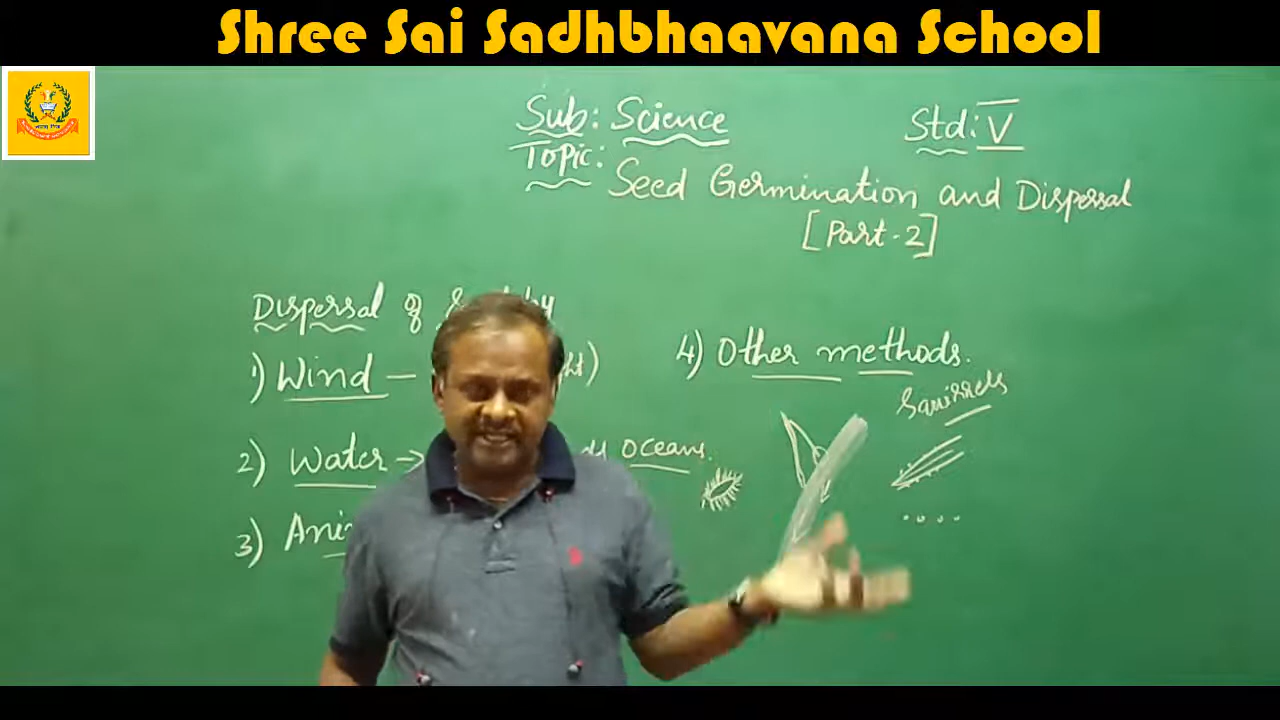 Shree Sai Sadhbhaavana School
Sub: Science
Std: V
Topic: Seed Germination and Dispersal
[Part-2]
Dispersal of by
1) Wind –
2) Water → Oceans.
3)
4) Other methods.
Squirrels